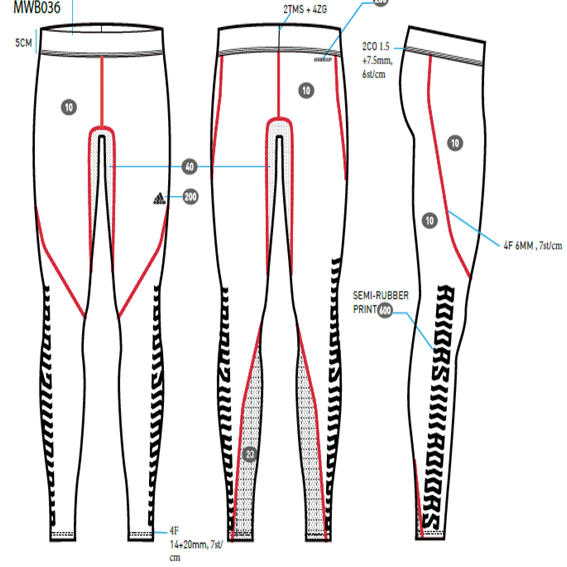 MWB036
2TMS + 4ZG
5CM
2CO 1.5
+7.5mm,
6st/cm
10
10
10
40
200
10
4F 6MM , 7st/cm
SEMI-RUBBER
PRINT 600
20
4F
14+20mm, 7st/
cm